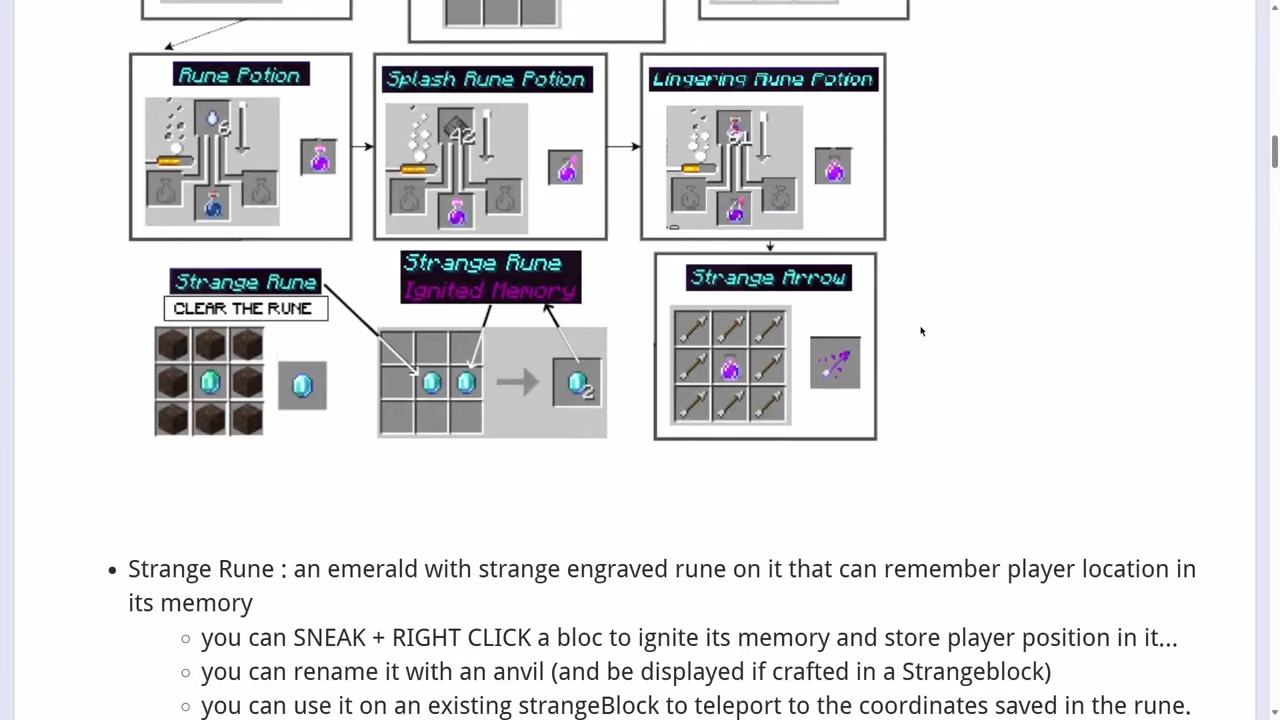 Rune Potion
Splash Rune Potion
Lingering Rune Potion
6
42
Strange Rune
Strange Rune
Ignited Memory
Strange Arrow
CLEAR THE RUNE
2
• Strange Rune : an emerald with strange engraved rune on it that can remember player location in
its memory
◦ you can SNEAK + RIGHT CLICK a bloc to ignite its memory and store player position in it...
◦ you can rename it with an anvil (and be displayed if crafted in a Strangeblock)
◦ you can use it on an existing strangeBlock to teleport to the coordinates saved in the rune.